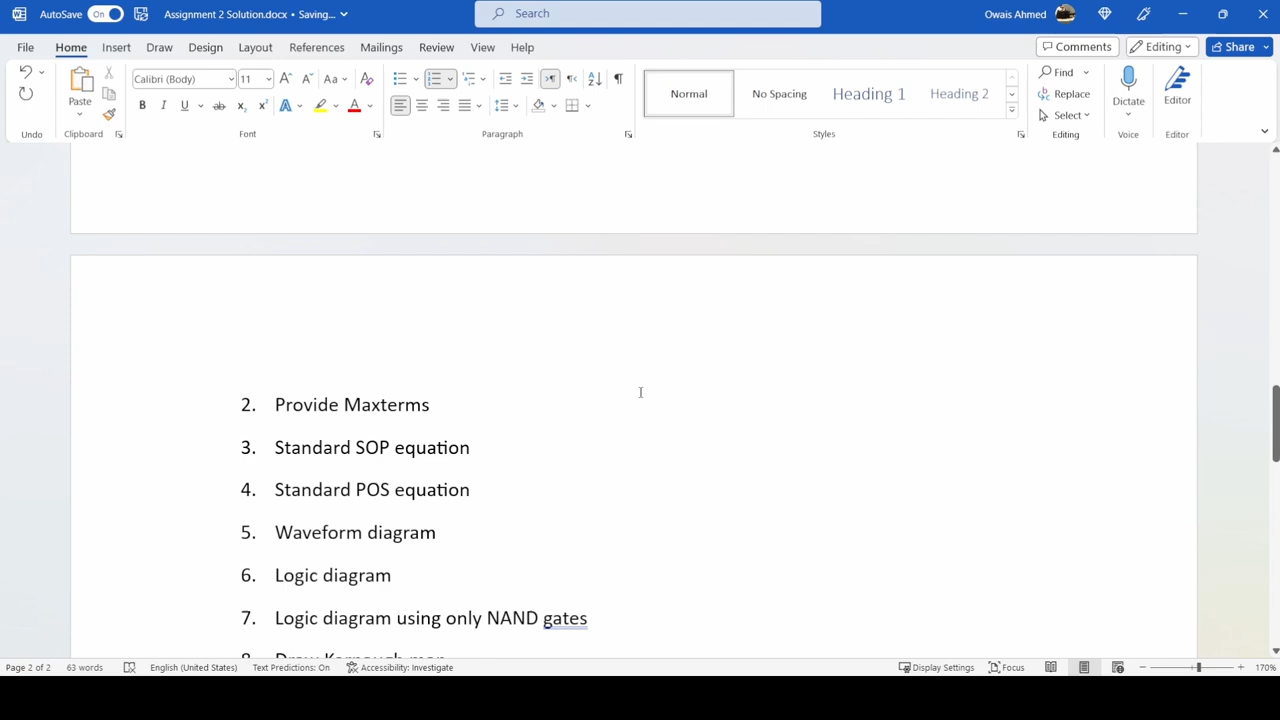 AutoSave On Assignment 2 Solution.docx • Saving... Search Owais Ahmed
File Home Insert Draw Design Layout References Mailings Review View Help Comments Editing Share
Calibri (Body) 11 Aa Normal No Spacing Heading 1 Heading 2 Find
Paste Replace Dictate Editor
B I U ab x₂ x² A A Select
Undo Clipboard Font Paragraph Styles Editing Voice Editor
2. Provide Maxterms
3. Standard SOP equation
4. Standard POS equation
5. Waveform diagram
6. Logic diagram
7. Logic diagram using only NAND gates
Page 2 of 2 63 words English (United States) Text Predictions: On Accessibility: Investigate Display Settings Focus 170%